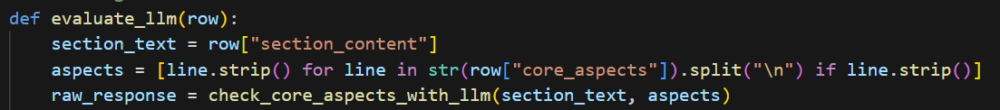 def evaluate_llm(row):
    section_text = row["section_content"]
    aspects = [line.strip() for line in str(row["core_aspects"]).split("\n") if line.strip()]
    raw_response = check_core_aspects_with_llm(section_text, aspects)